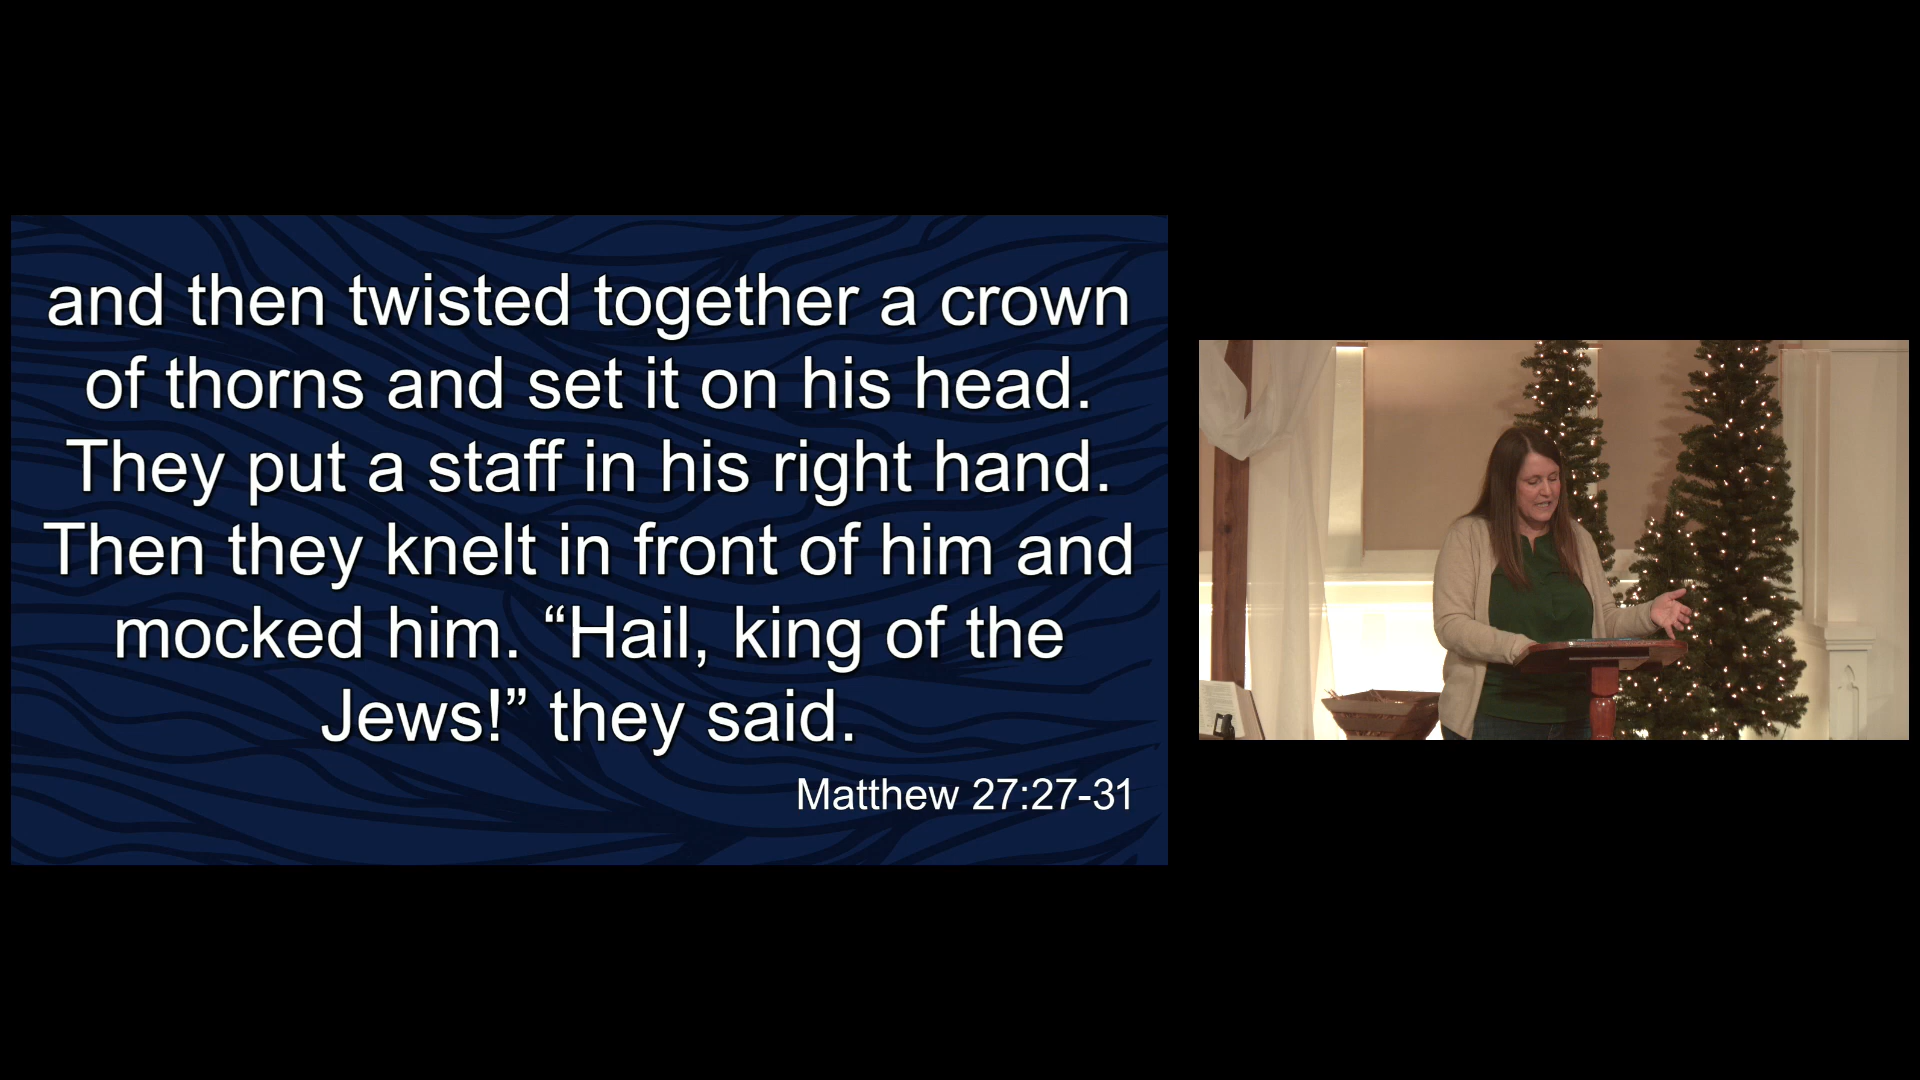 and then twisted together a crown
of thorns and set it on his head.
They put a staff in his right hand.
Then they knelt in front of him and
mocked him. “Hail, king of the
Jews!” they said.
Matthew 27:27-31